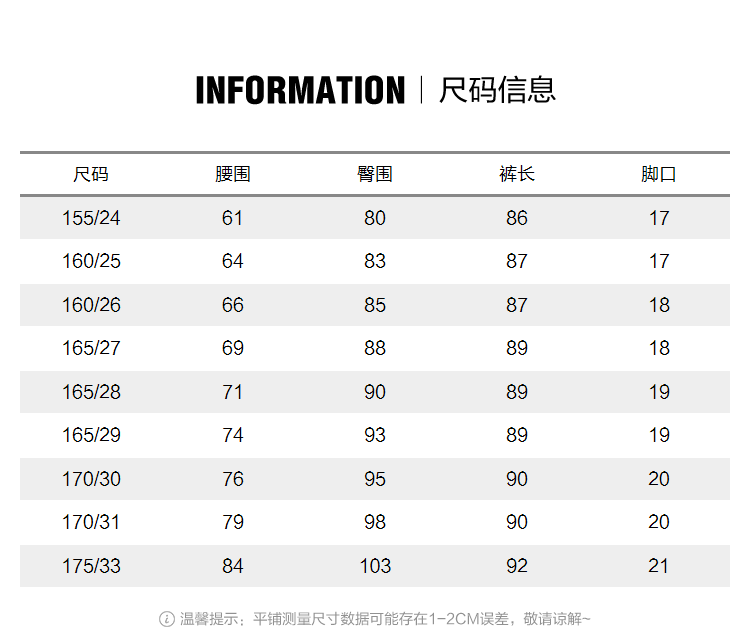 INFORMATION | 尺码信息
尺码 腰围 臀围 裤长 脚口
155/24 61 80 86 17
160/25 64 83 87 17
160/26 66 85 87 18
165/27 69 88 89 18
165/28 71 90 89 19
165/29 74 93 89 19
170/30 76 95 90 20
170/31 79 98 90 20
175/33 84 103 92 21
温馨提示：平铺测量尺寸数据可能存在1-2CM误差，敬请谅解~